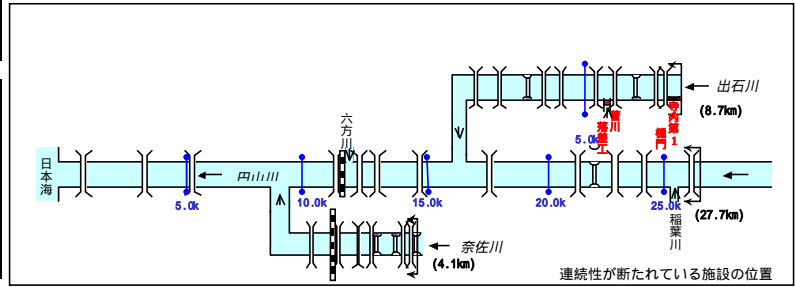 出石川
(8.7km)
六方川
5.0k
菅川
落差工
寺内第1
樋門
日本海
円山川
5.0k
10.0k
15.0k
20.0k
25.0k
稲葉川
(27.7km)
奈佐川
(4.1km)
連続性が断たれている施設の位置